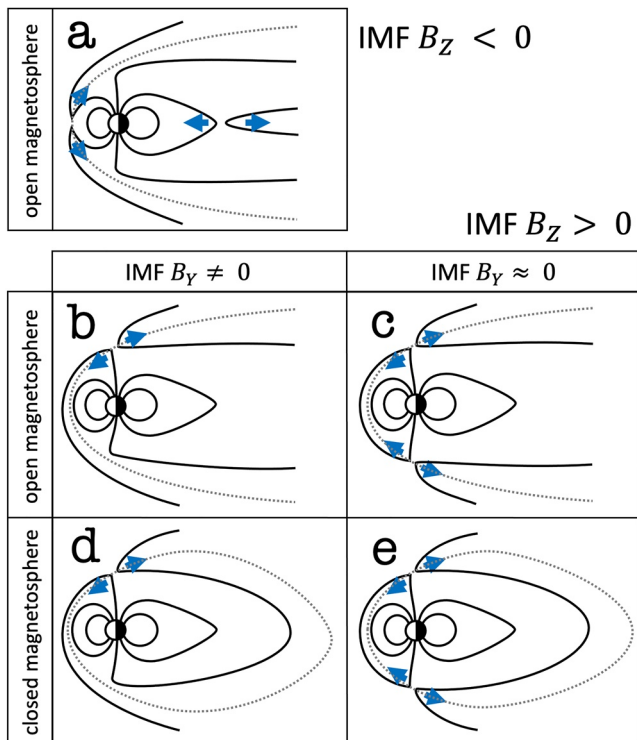 open magnetosphere
a
IMF B_Z < 0
IMF B_Z > 0
IMF B_Y ≠ 0
IMF B_Y ≈ 0
open magnetosphere
b
c
closed magnetosphere
d
e